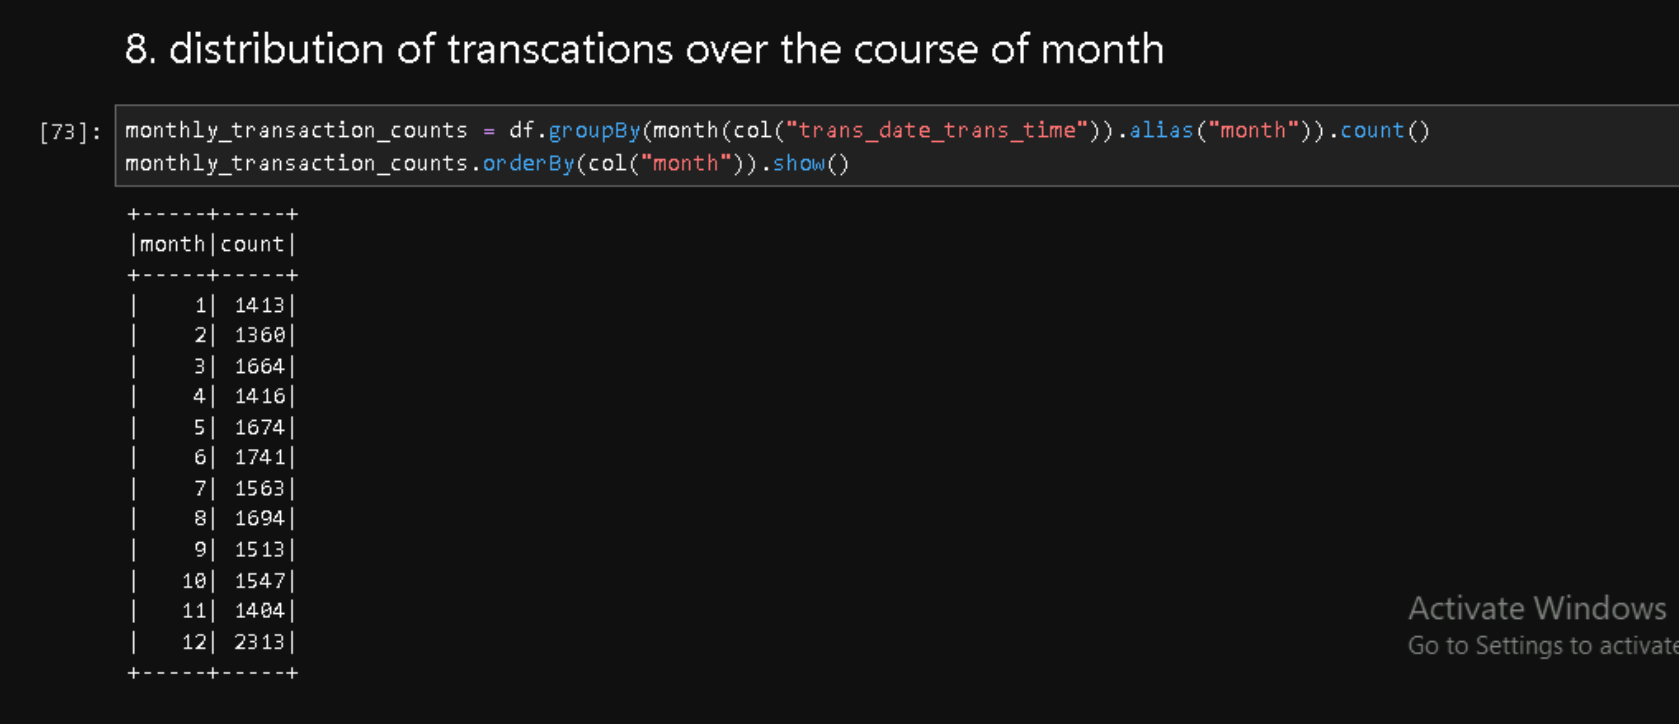 8. distribution of transcations over the course of month
[73]: monthly_transaction_counts = df.groupBy(month(col("trans_date_trans_time")).alias("month")).count()
monthly_transaction_counts.orderBy(col("month")).show()
+-----+-----+
|month|count|
+-----+-----+
|    1| 1413|
|    2| 1360|
|    3| 1664|
|    4| 1416|
|    5| 1674|
|    6| 1741|
|    7| 1563|
|    8| 1694|
|    9| 1513|
|   10| 1547|
|   11| 1404|
|   12| 2313|
+-----+-----+
Activate Windows
Go to Settings to activate